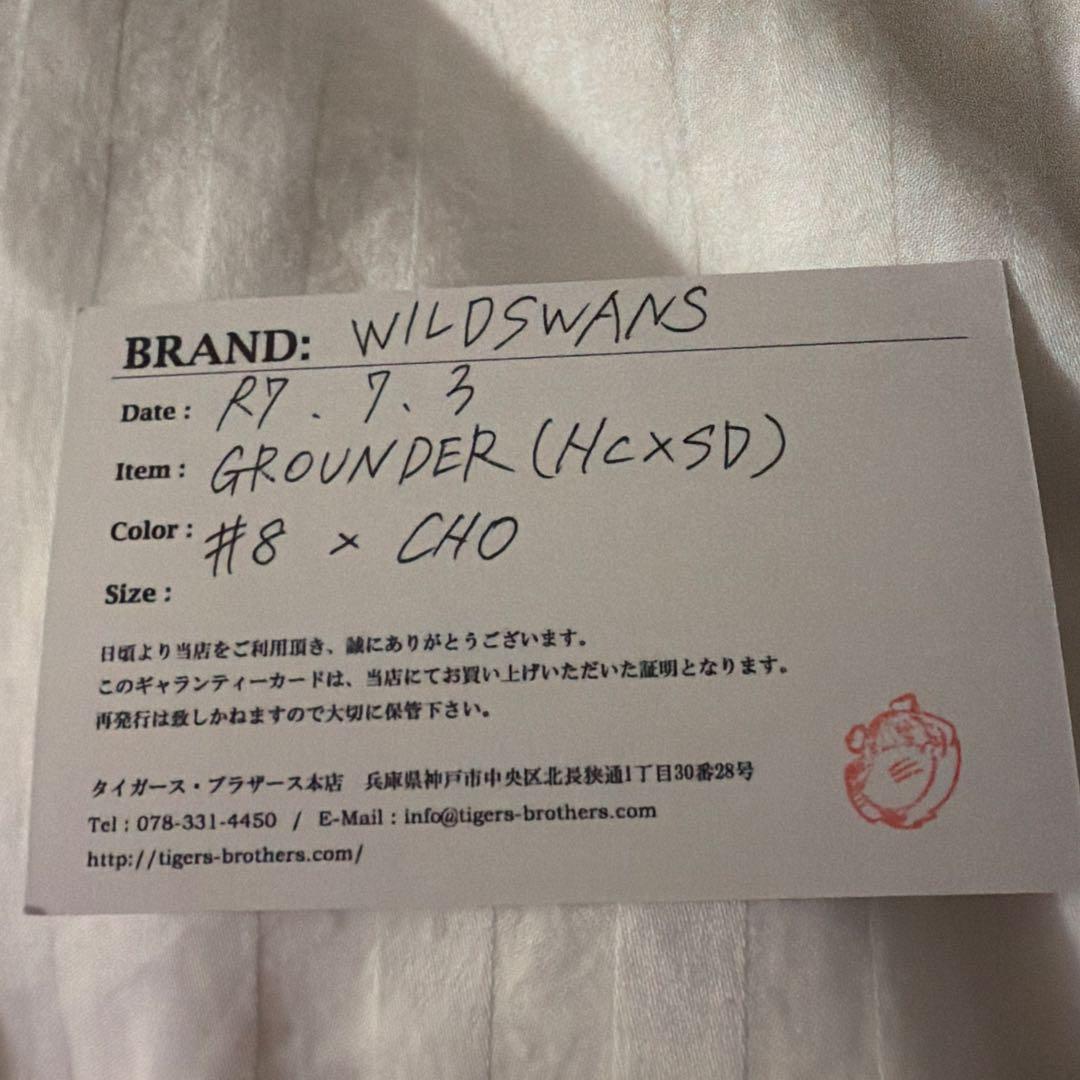 BRAND: WILDSWANS
Date : R7. 7. 3
Item : GROUNDER (HC×SD)
Color : #8 × CHO
Size :
日頃より当店をご利用頂き、誠にありがとうございます。
このギャランティーカードは、当店にてお買い上げいただいた証明となります。
再発行は致しかねますので大切に保管下さい。
タイガース・ブラザース本店 兵庫県神戸市中央区北長狭通1丁目30番28号
Tel : 078-331-4450 / E-Mail : info@tigers-brothers.com
http://tigers-brothers.com/